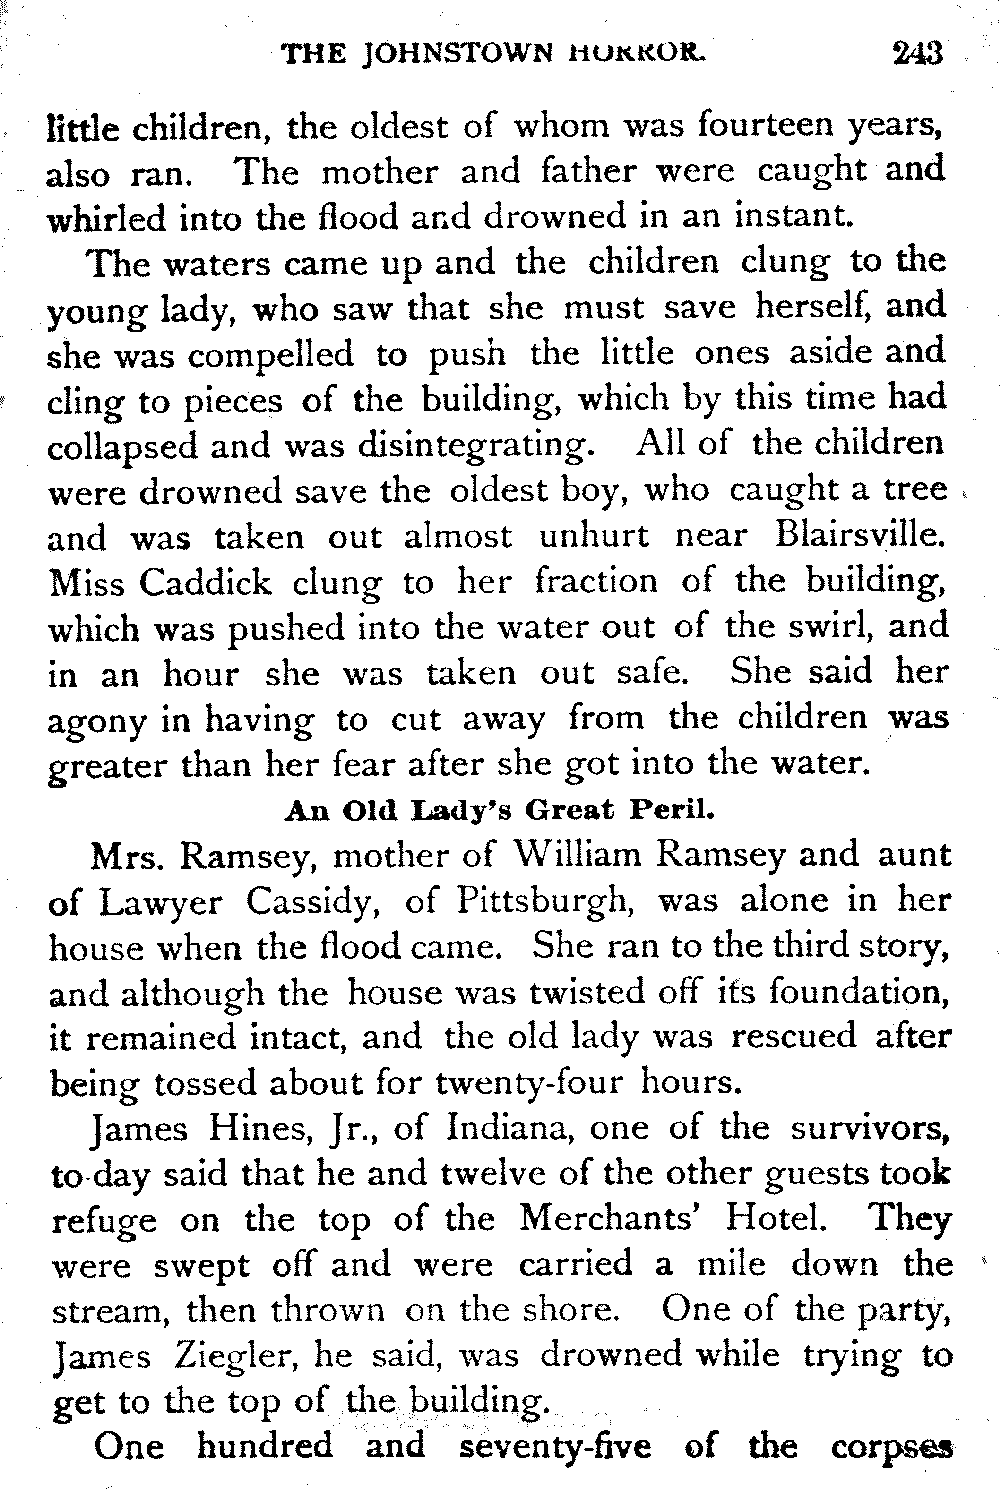 THE JOHNSTOWN HORROR. 243
little children, the oldest of whom was fourteen years,
also ran. The mother and father were caught and
whirled into the flood and drowned in an instant.
The waters came up and the children clung to the
young lady, who saw that she must save herself, and
she was compelled to push the little ones aside and
cling to pieces of the building, which by this time had
collapsed and was disintegrating. All of the children
were drowned save the oldest boy, who caught a tree
and was taken out almost unhurt near Blairsville.
Miss Caddick clung to her fraction of the building,
which was pushed into the water out of the swirl, and
in an hour she was taken out safe. She said her
agony in having to cut away from the children was
greater than her fear after she got into the water.
An Old Lady's Great Peril.
Mrs. Ramsey, mother of William Ramsey and aunt
of Lawyer Cassidy, of Pittsburgh, was alone in her
house when the flood came. She ran to the third story,
and although the house was twisted off its foundation,
it remained intact, and the old lady was rescued after
being tossed about for twenty-four hours.
James Hines, Jr., of Indiana, one of the survivors,
to-day said that he and twelve of the other guests took
refuge on the top of the Merchants' Hotel. They
were swept off and were carried a mile down the
stream, then thrown on the shore. One of the party,
James Ziegler, he said, was drowned while trying to
get to the top of the building.
One hundred and seventy-five of the corpses